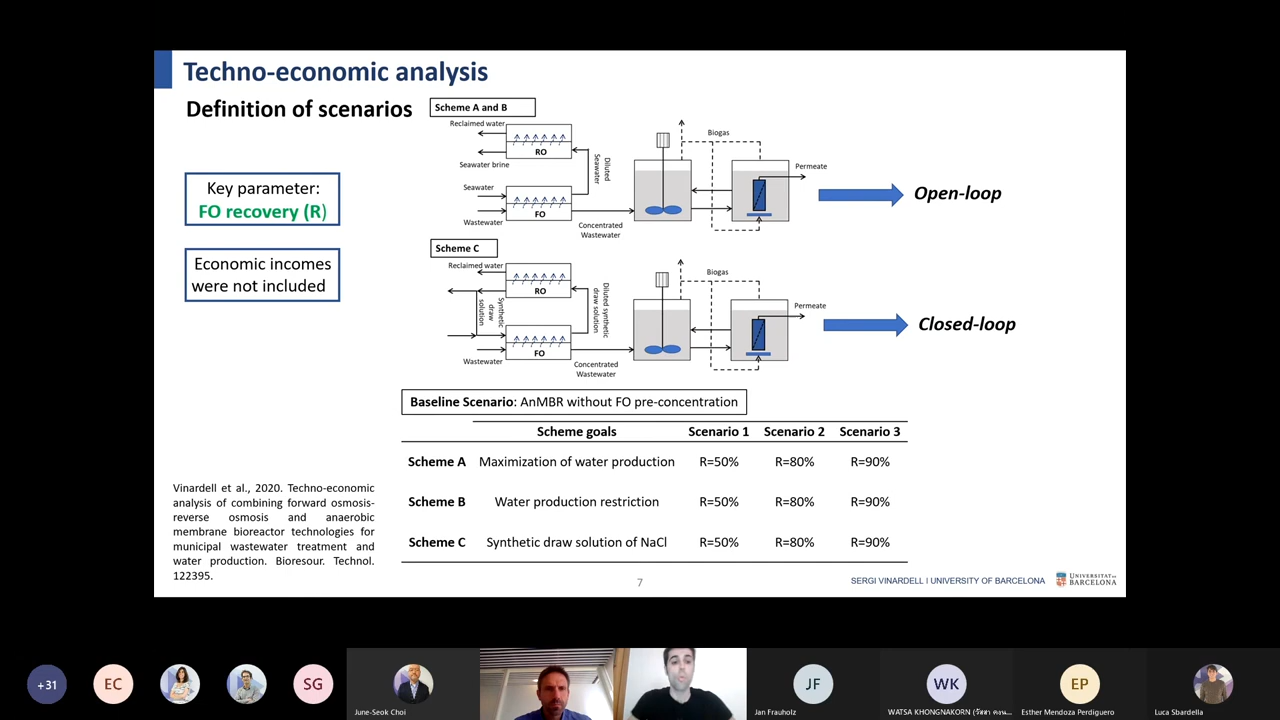 Techno-economic analysis
Definition of scenarios
Key parameter:
FO recovery (R)
Economic incomes
were not included
Scheme A and B
Reclaimed water
RO
Seawater brine
Diluted
Seawater
Seawater
FO
Wastewater
Concentrated
Wastewater
Biogas
Permeate
Open-loop
Scheme C
Reclaimed water
RO
Synthetic
draw
solution
Diluted synthetic
draw solution
FO
Wastewater
Concentrated
Wastewater
Biogas
Permeate
Closed-loop
Baseline Scenario: AnMBR without FO pre-concentration
Scheme goals Scenario 1 Scenario 2 Scenario 3
Scheme A Maximization of water production R=50% R=80% R=90%
Scheme B Water production restriction R=50% R=80% R=90%
Scheme C Synthetic draw solution of NaCl R=50% R=80% R=90%
Vinardell et al., 2020. Techno-economic
analysis of combining forward osmosis-
reverse osmosis and anaerobic
membrane bioreactor technologies for
municipal wastewater treatment and
water production. Bioresour. Technol.
122395.
7
SERGI VINARDELL I UNIVERSITY OF BARCELONA
UNIVERSITAT DE
BARCELONA
+31
EC
SG
June-Seok Choi
JF
Jan Frauholz
WK
WATSA KHONGNAKORN
EP
Esther Mendoza Perdiguero
Luca Sbardella